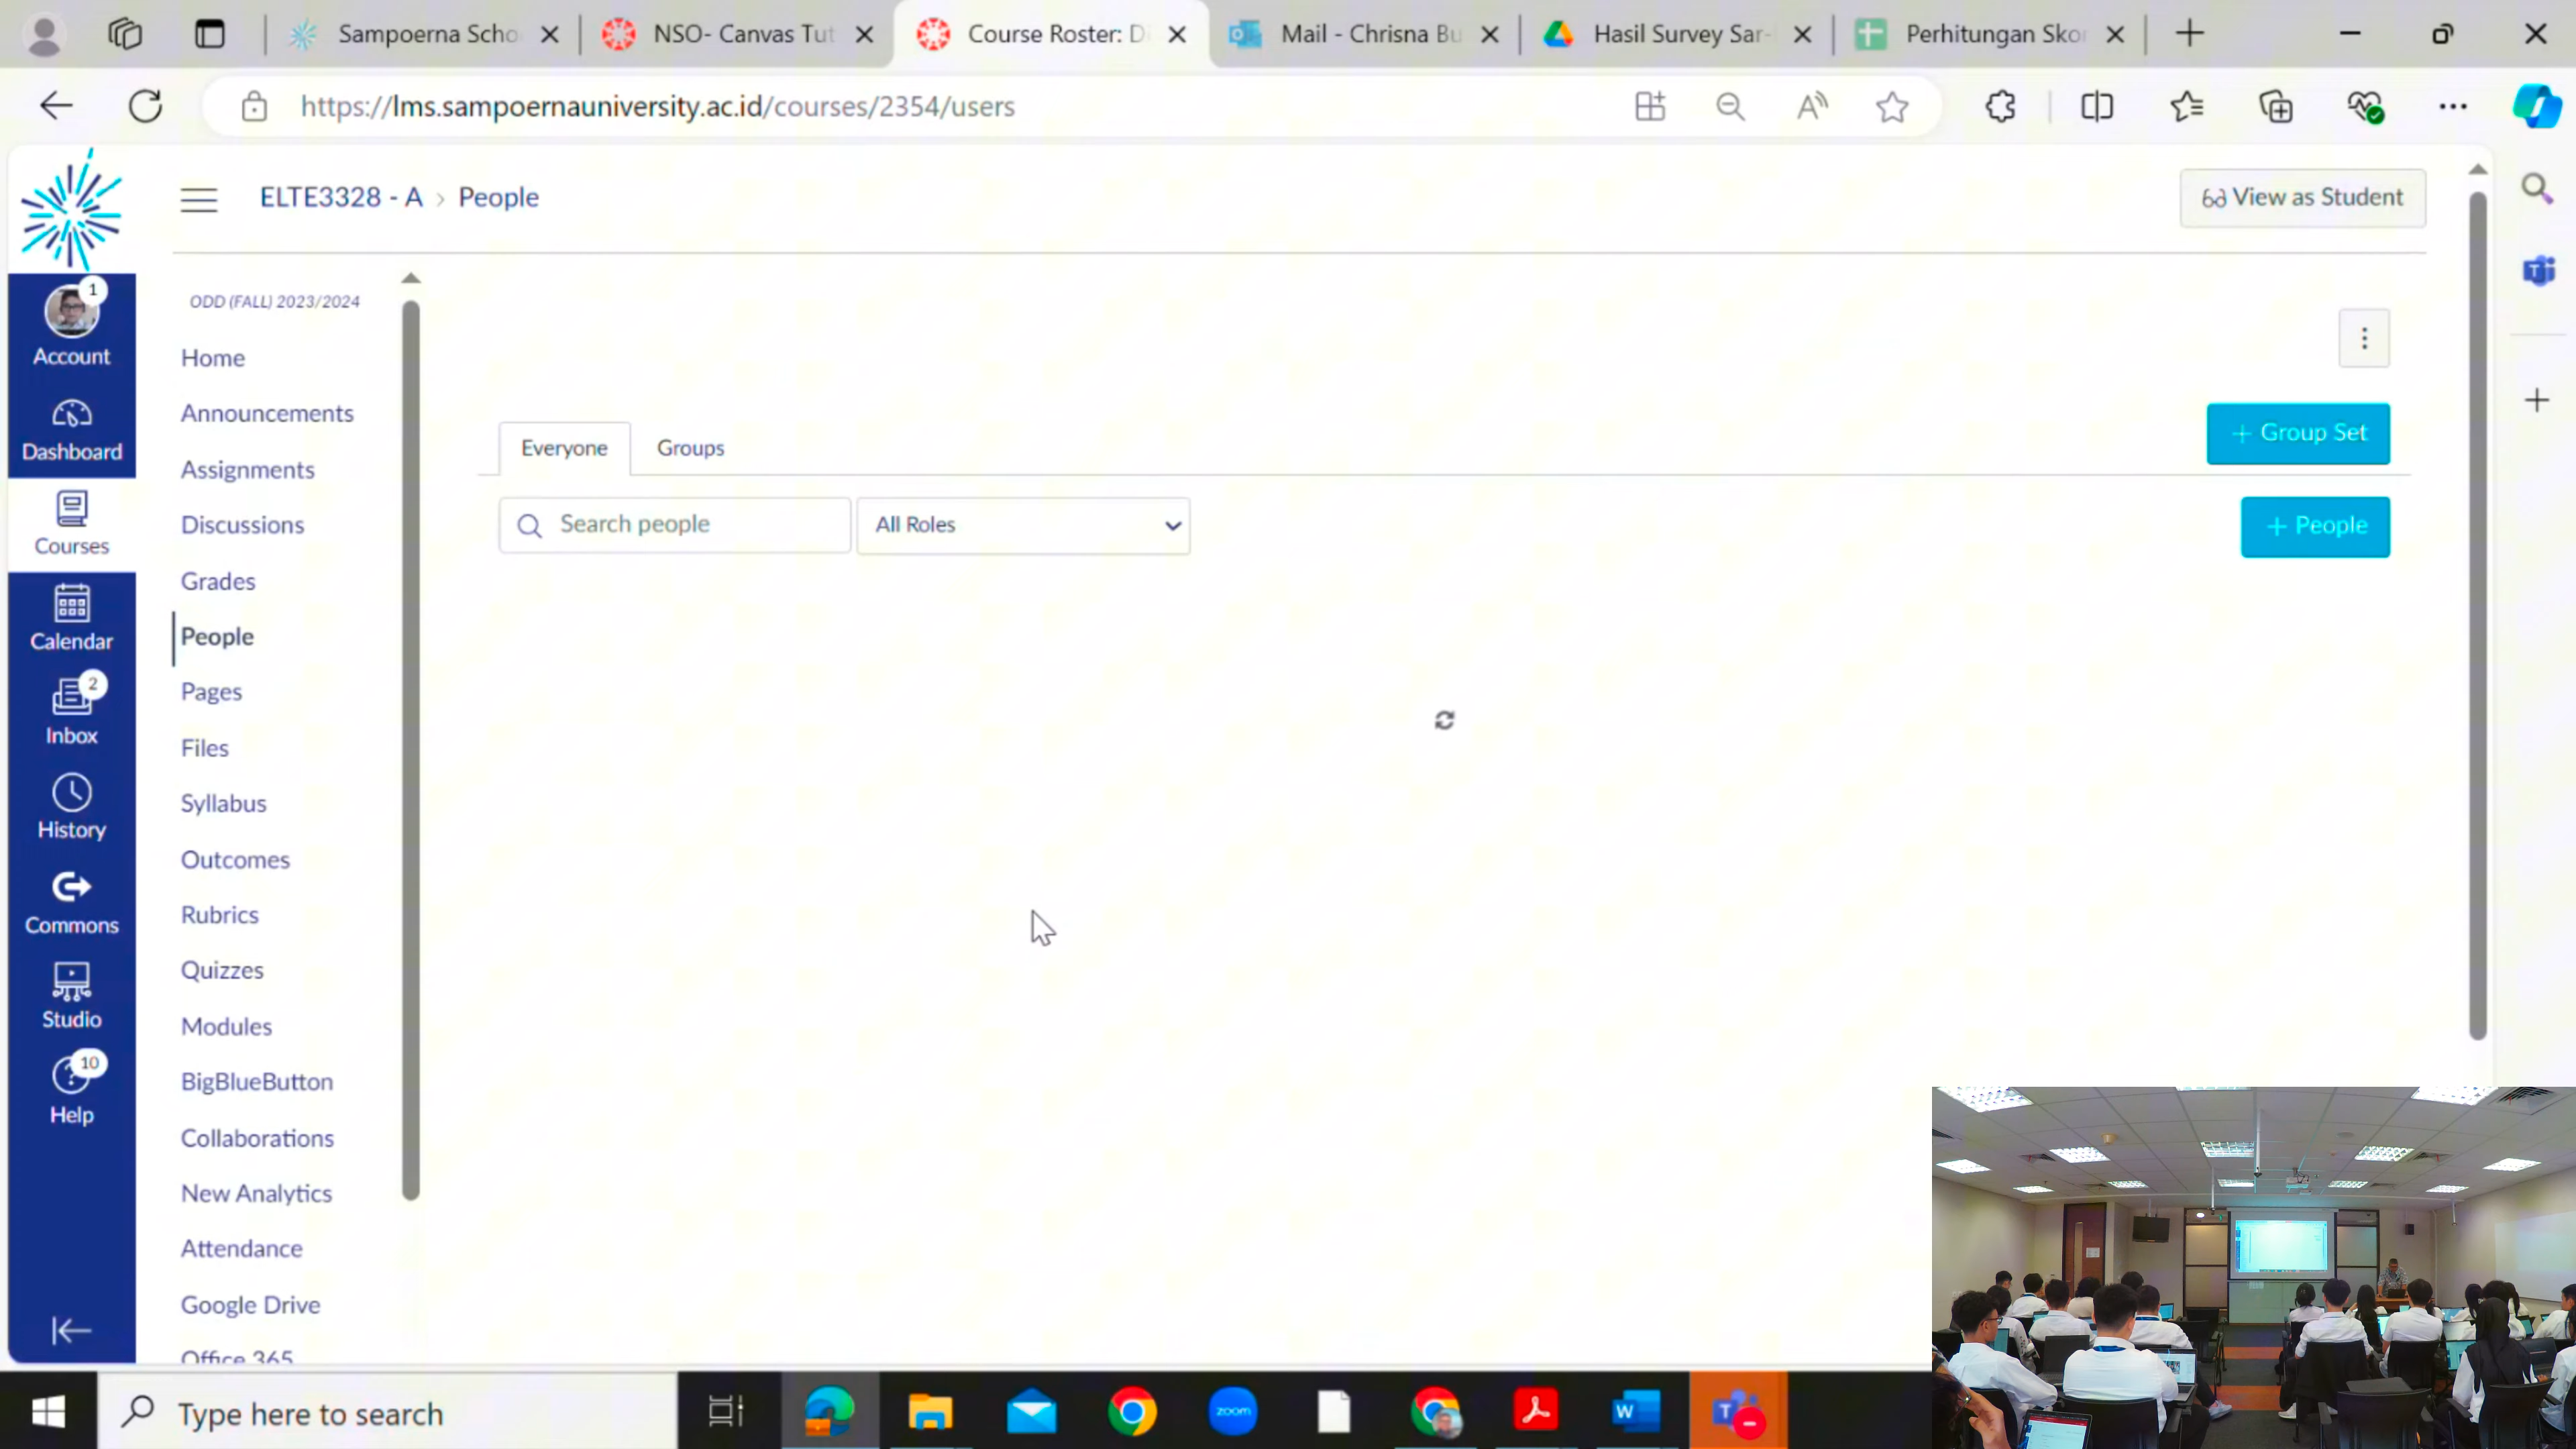 Sampoerna Scho
NSO- Canvas Tut
Course Roster: Di
Mail - Chrisna Bu
Hasil Survey Sar-
Perhitungan Skor
https://lms.sampoernauniversity.ac.id/courses/2354/users
ELTE3328 - A › People
View as Student
1
Account
Dashboard
Courses
Calendar
2
Inbox
History
Commons
Studio
10
Help
ODD (FALL) 2023/2024
Home
Announcements
Assignments
Discussions
Grades
People
Pages
Files
Syllabus
Outcomes
Rubrics
Quizzes
Modules
BigBlueButton
Collaborations
New Analytics
Attendance
Google Drive
Office 365
Everyone
Groups
+ Group Set
Search people
All Roles
+ People
Type here to search
zoom
W
T